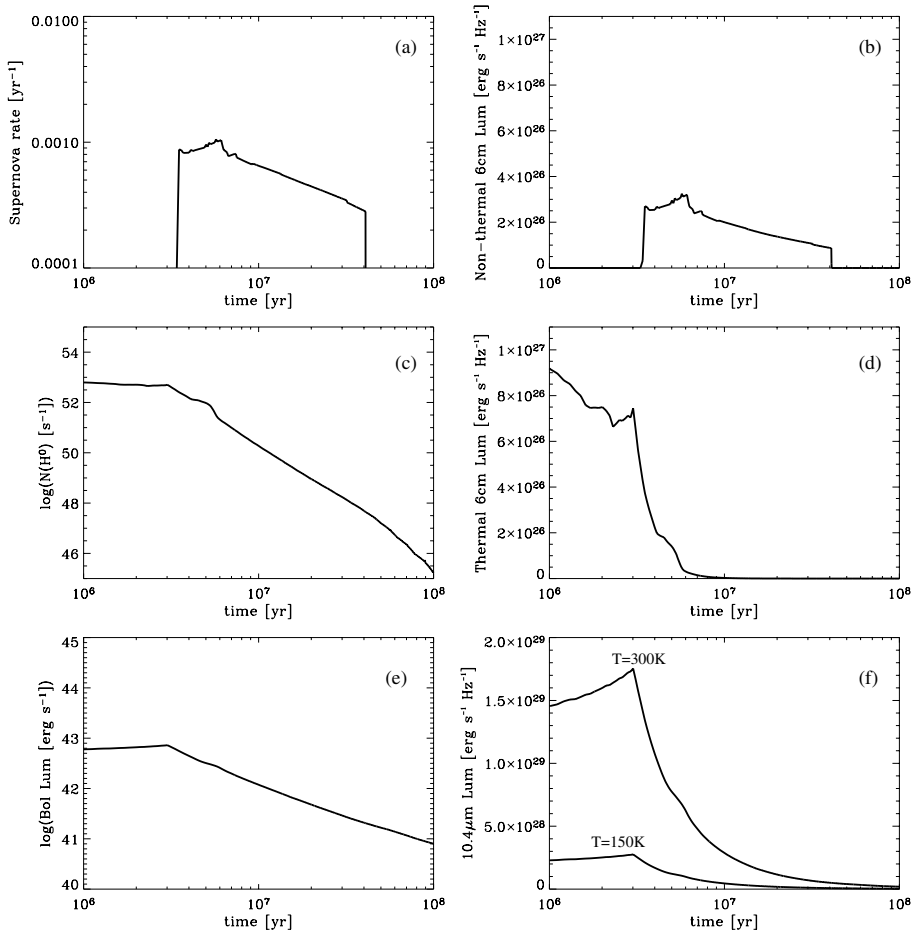 (a)
Supernova rate [yr⁻¹]
0.0100
0.0010
0.0001
10⁶ 10⁷ 10⁸
time [yr]
(b)
Non-thermal 6cm Lum [erg s⁻¹ Hz⁻¹]
1×10²⁷
8×10²⁶
6×10²⁶
4×10²⁶
2×10²⁶
0
10⁶ 10⁷ 10⁸
time [yr]
(c)
log(N(H⁰) [s⁻¹])
54
52
50
48
46
10⁶ 10⁷ 10⁸
time [yr]
(d)
Thermal 6cm Lum [erg s⁻¹ Hz⁻¹]
1×10²⁷
8×10²⁶
6×10²⁶
4×10²⁶
2×10²⁶
0
10⁶ 10⁷ 10⁸
time [yr]
(e)
log(Bol Lum [erg s⁻¹])
45
44
43
42
41
40
10⁶ 10⁷ 10⁸
time [yr]
(f)
10.4μm Lum [erg s⁻¹ Hz⁻¹]
2.0×10²⁹
1.5×10²⁹
1.0×10²⁹
5.0×10²⁸
0
T=300K
T=150K
10⁶ 10⁷ 10⁸
time [yr]